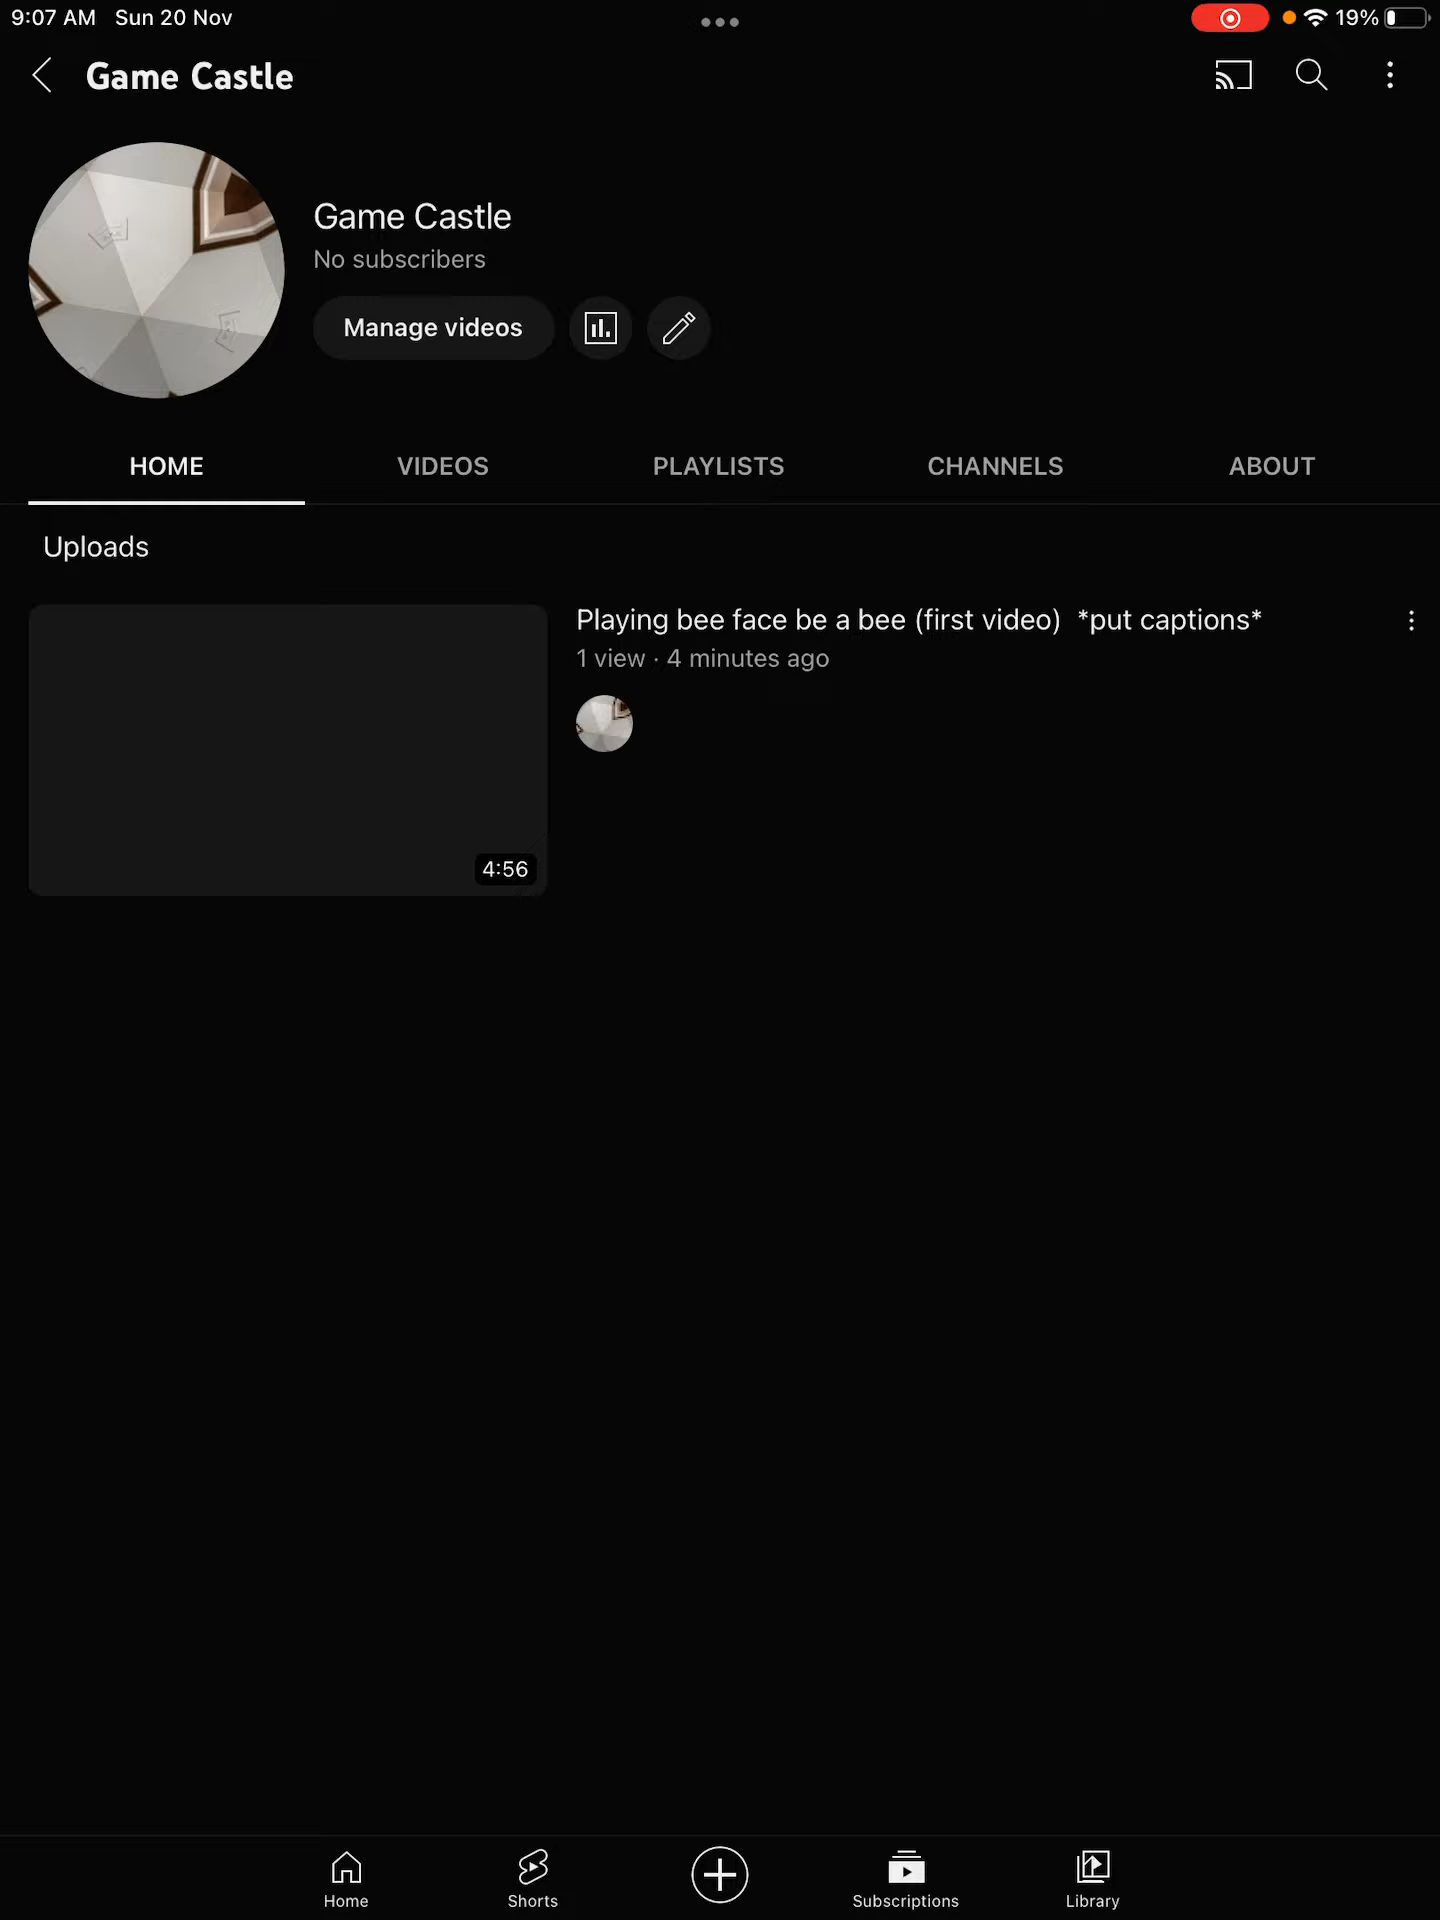 9:07 AM Sun 20 Nov
19%
Game Castle
Game Castle
No subscribers
Manage videos
HOME VIDEOS PLAYLISTS CHANNELS ABOUT
Uploads
Playing bee face be a bee (first video) *put captions*
1 view · 4 minutes ago
4:56
Home Shorts Subscriptions Library